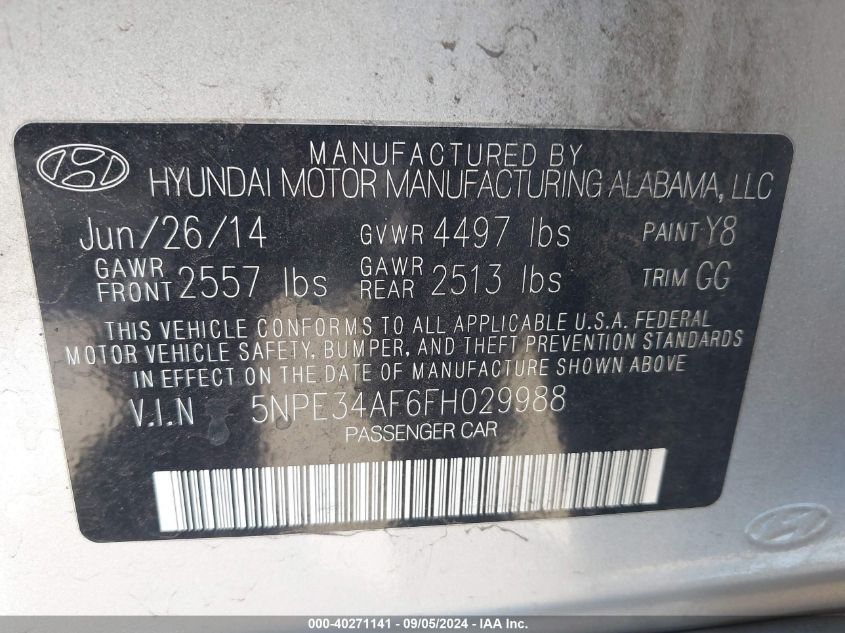 MANUFACTURED BY
HYUNDAI MOTOR MANUFACTURING ALABAMA, LLC
Jun/26/14 GVWR 4497 lbs PAINT Y8
GAWR FRONT 2557 lbs GAWR REAR 2513 lbs TRIM GG
THIS VEHICLE CONFORMS TO ALL APPLICABLE U.S.A. FEDERAL
MOTOR VEHICLE SAFETY, BUMPER, AND THEFT PREVENTION STANDARDS
IN EFFECT ON THE DATE OF MANUFACTURE SHOWN ABOVE
V.I.N 5NPE34AF6FH029988
PASSENGER CAR
000-40271141 - 09/05/2024 - IAA Inc.